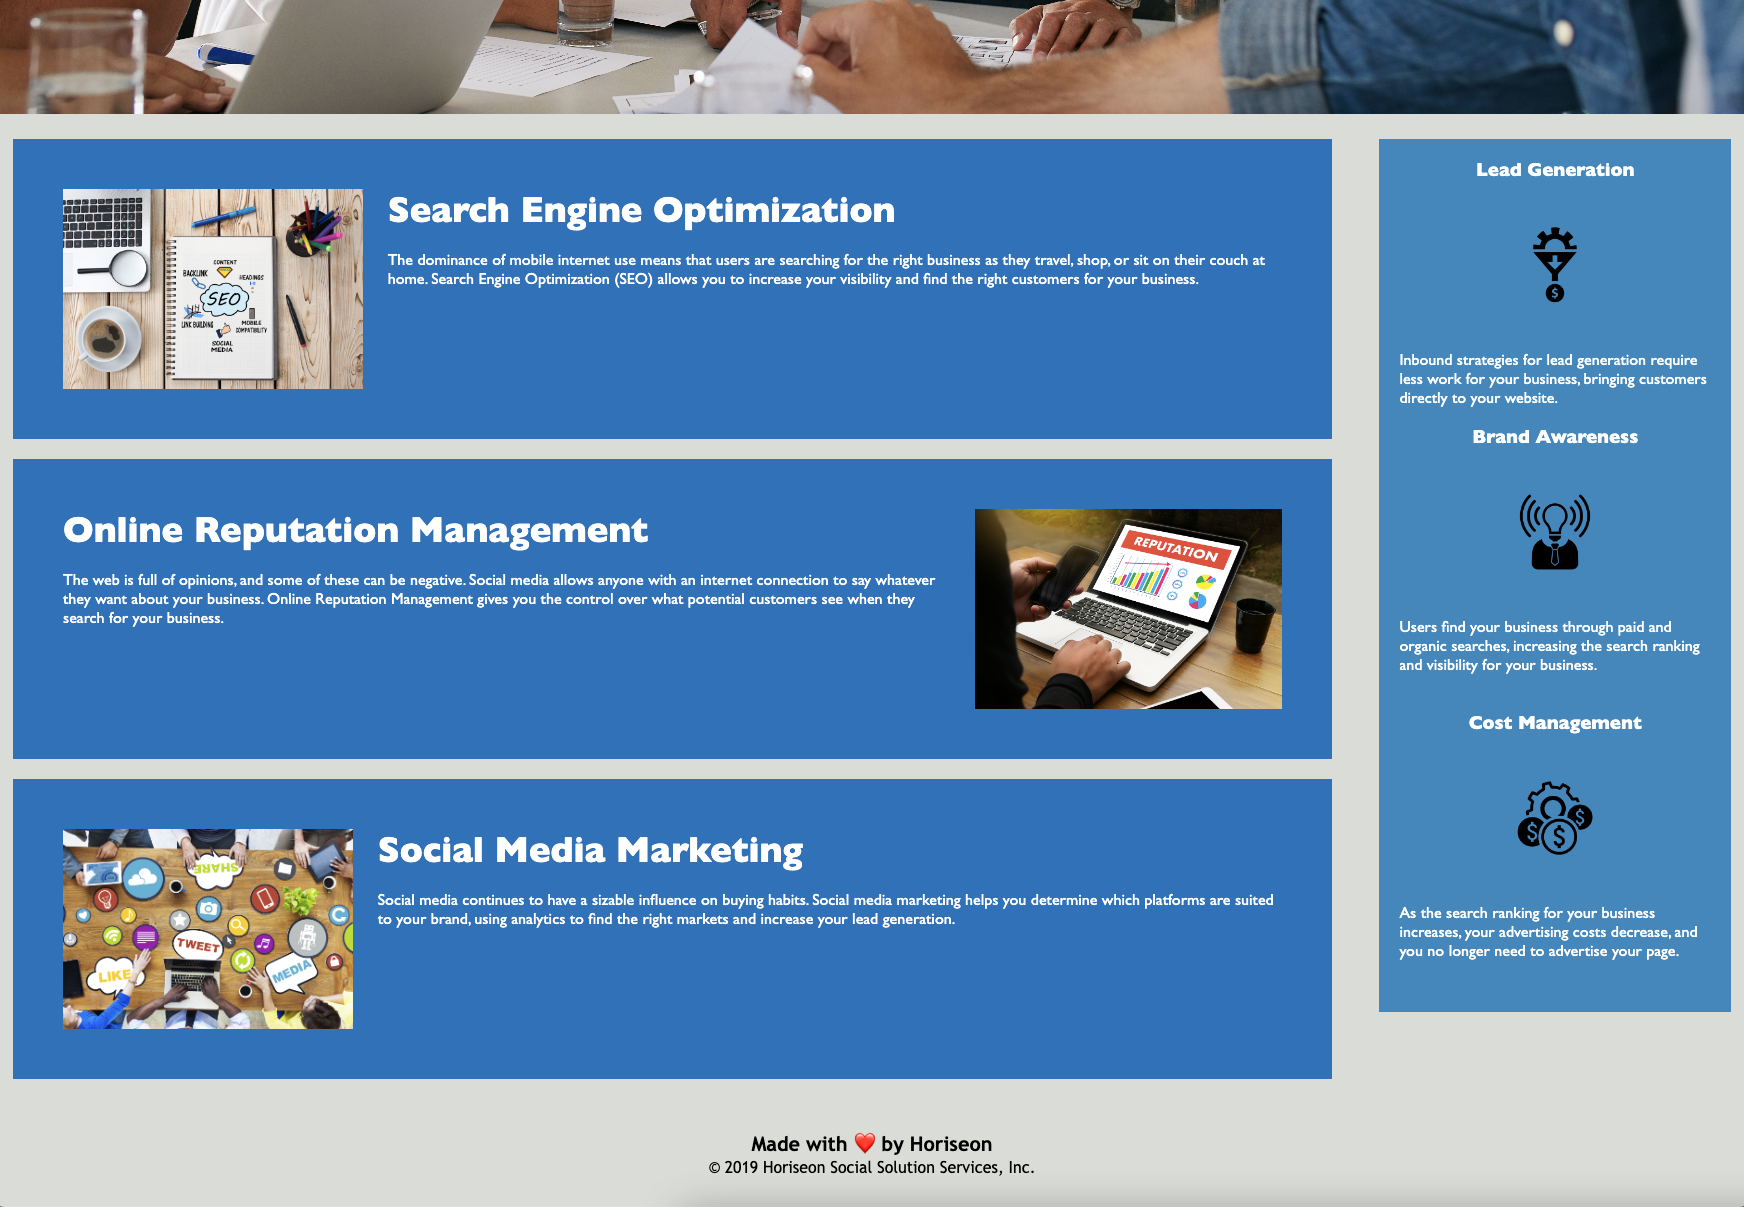 Search Engine Optimization
The dominance of mobile internet use means that users are searching for the right business as they travel, shop, or sit on their couch at
home. Search Engine Optimization (SEO) allows you to increase your visibility and find the right customers for your business.
CONTENT
BACKLINK
HEADINGS
SEO
LINK BUILDING
MOBILE
COMPATIBILITY
SOCIAL
MEDIA
Online Reputation Management
The web is full of opinions, and some of these can be negative. Social media allows anyone with an internet connection to say whatever
they want about your business. Online Reputation Management gives you the control over what potential customers see when they
search for your business.
REPUTATION
Social Media Marketing
Social media continues to have a sizable influence on buying habits. Social media marketing helps you determine which platforms are suited
to your brand, using analytics to find the right markets and increase your lead generation.
SHARE
TWEET
LIKE
MEDIA
Lead Generation
$
Inbound strategies for lead generation require
less work for your business, bringing customers
directly to your website.
Brand Awareness
Users find your business through paid and
organic searches, increasing the search ranking
and visibility for your business.
Cost Management
$ $ $
As the search ranking for your business
increases, your advertising costs decrease, and
you no longer need to advertise your page.
Made with ❤️ by Horiseon
© 2019 Horiseon Social Solution Services, Inc.